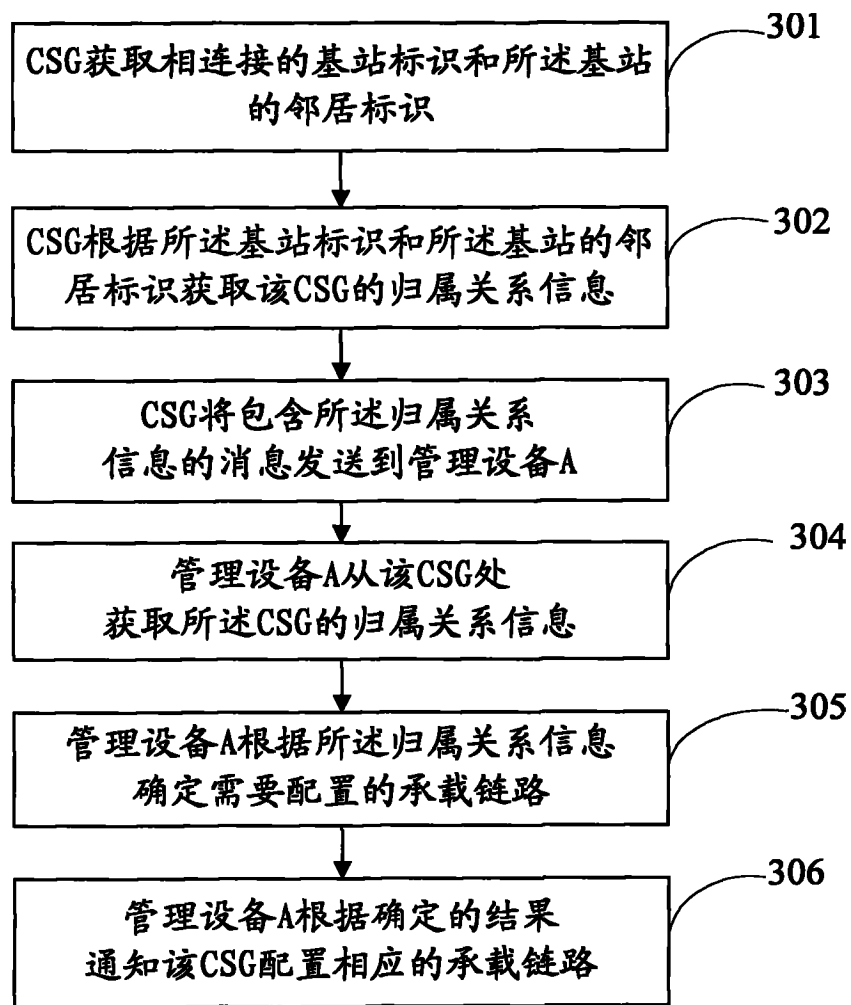 301
CSG获取相连接的基站标识和所述基站
的邻居标识
302
CSG根据所述基站标识和所述基站的邻
居标识获取该CSG的归属关系信息
303
CSG将包含所述归属关系
信息的消息发送到管理设备A
304
管理设备A从该CSG处
获取所述CSG的归属关系信息
305
管理设备A根据所述归属关系信息
确定需要配置的承载链路
306
管理设备A根据确定的结果
通知该CSG配置相应的承载链路